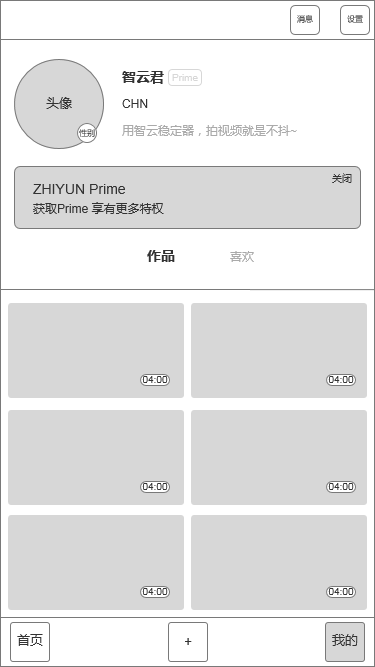 消息 设置
智云君 Prime
头像
CHN
性别
用智云稳定器，拍视频就是不抖~
关闭
ZHIYUN Prime
获取Prime 享有更多特权
作品 喜欢
04:00 04:00
04:00 04:00
04:00 04:00
首页 + 我的